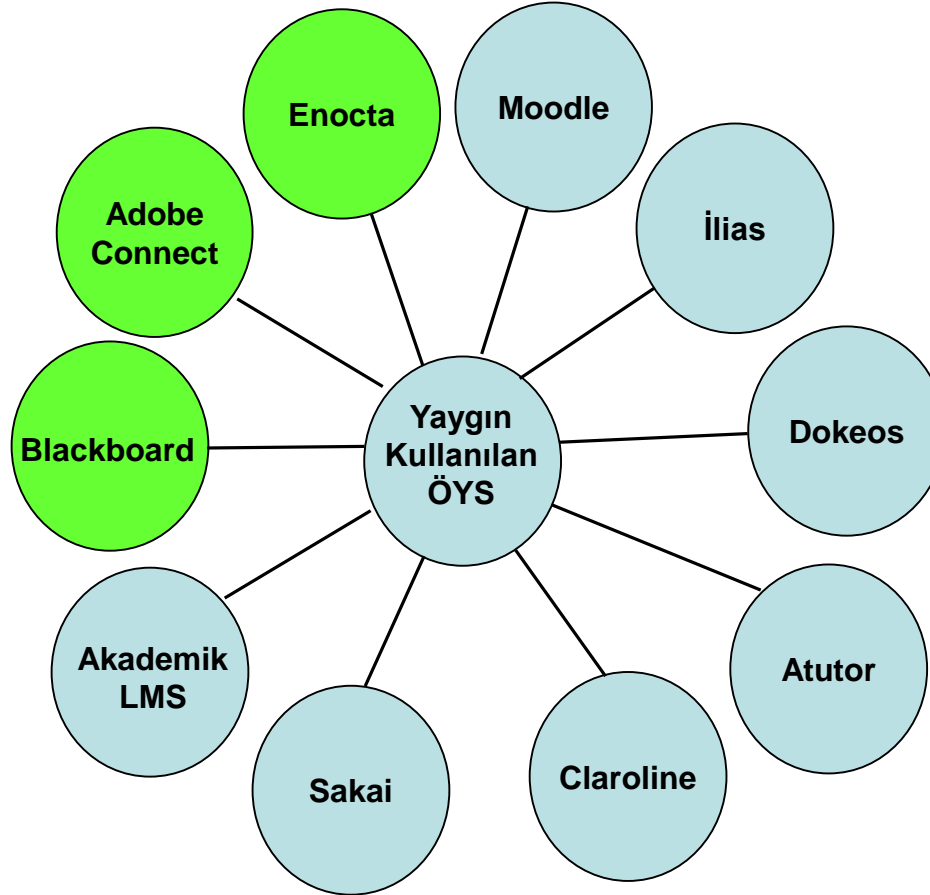 Enocta
Moodle
Adobe
Connect
İlias
Yaygın
Kullanılan
ÖYS
Dokeos
Blackboard
Akademik
LMS
Atutor
Sakai
Claroline